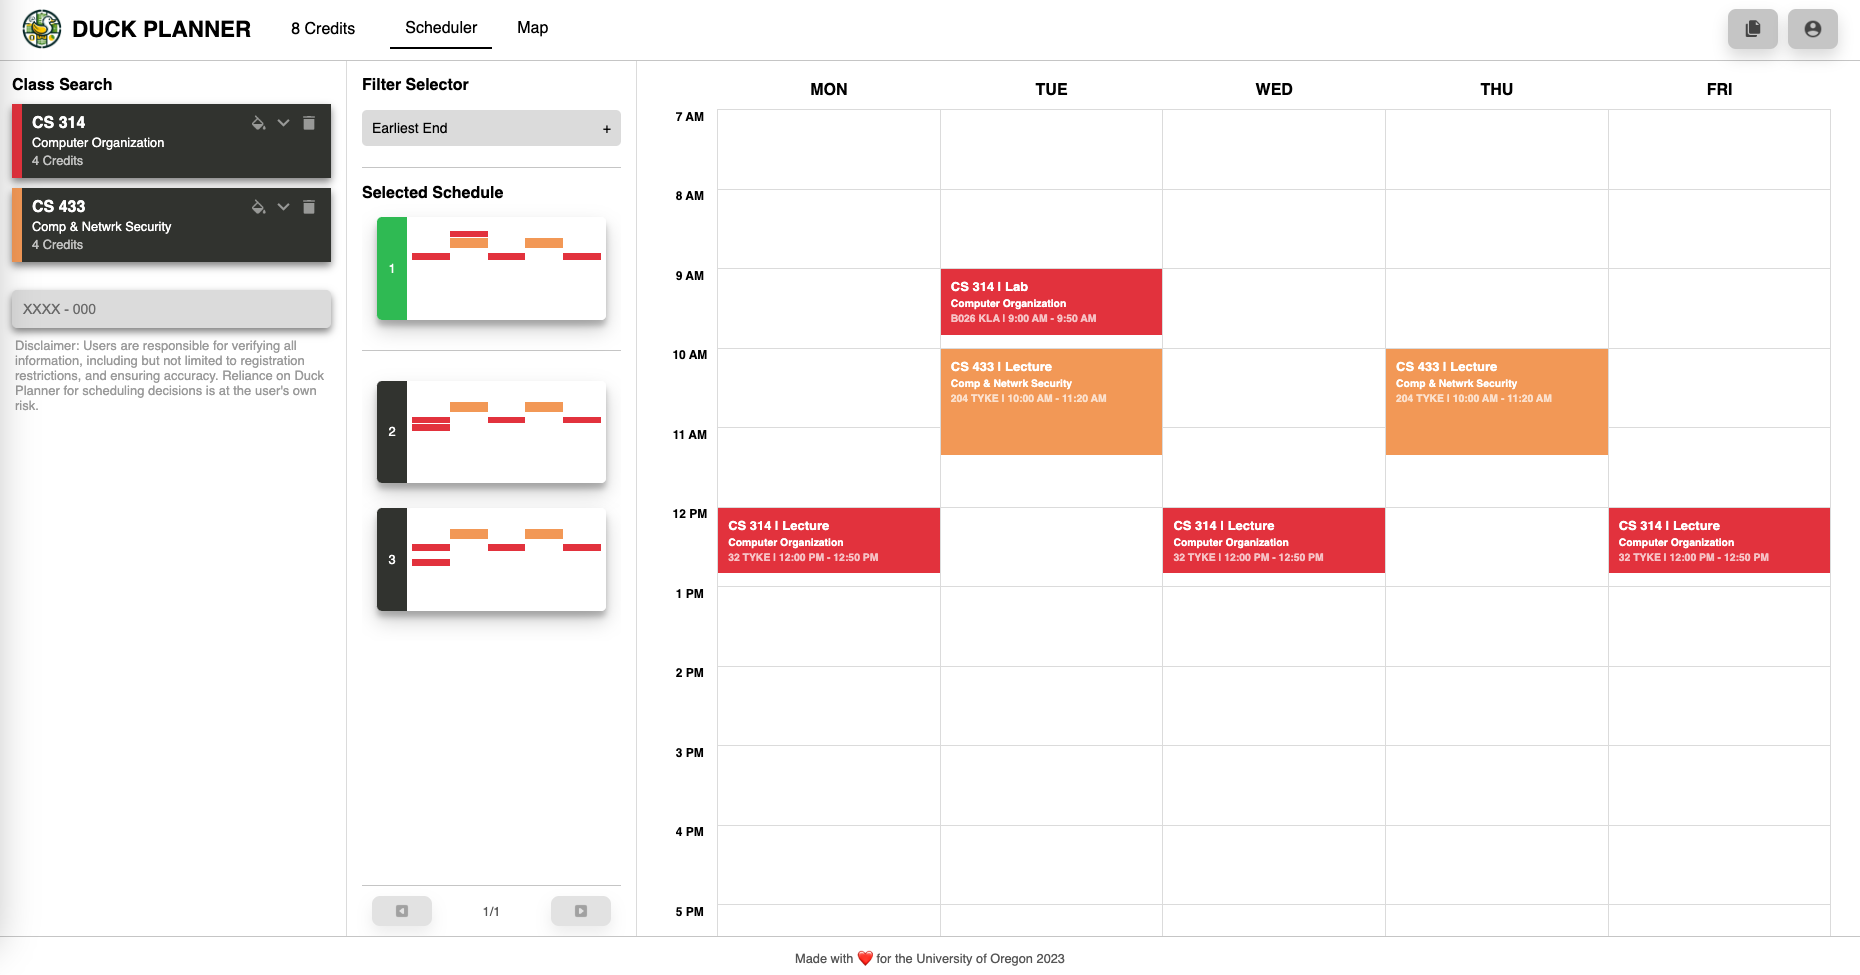 DUCK PLANNER
8 Credits
Scheduler
Map
Class Search
CS 314
Computer Organization
4 Credits
CS 433
Comp & Netwrk Security
4 Credits
XXXX - 000
Disclaimer: Users are responsible for verifying all
information, including but not limited to registration
restrictions, and ensuring accuracy. Reliance on Duck
Planner for scheduling decisions is at the user's own
risk.
Filter Selector
Earliest End +
Selected Schedule
1
2
3
1/1
MON TUE WED THU FRI
7 AM
8 AM
9 AM
CS 314 | Lab
Computer Organization
B026 KLA | 9:00 AM - 9:50 AM
10 AM
CS 433 | Lecture
Comp & Netwrk Security
204 TYKE | 10:00 AM - 11:20 AM
CS 433 | Lecture
Comp & Netwrk Security
204 TYKE | 10:00 AM - 11:20 AM
11 AM
12 PM
CS 314 | Lecture
Computer Organization
32 TYKE | 12:00 PM - 12:50 PM
CS 314 | Lecture
Computer Organization
32 TYKE | 12:00 PM - 12:50 PM
CS 314 | Lecture
Computer Organization
32 TYKE | 12:00 PM - 12:50 PM
1 PM
2 PM
3 PM
4 PM
5 PM
Made with ❤️ for the University of Oregon 2023